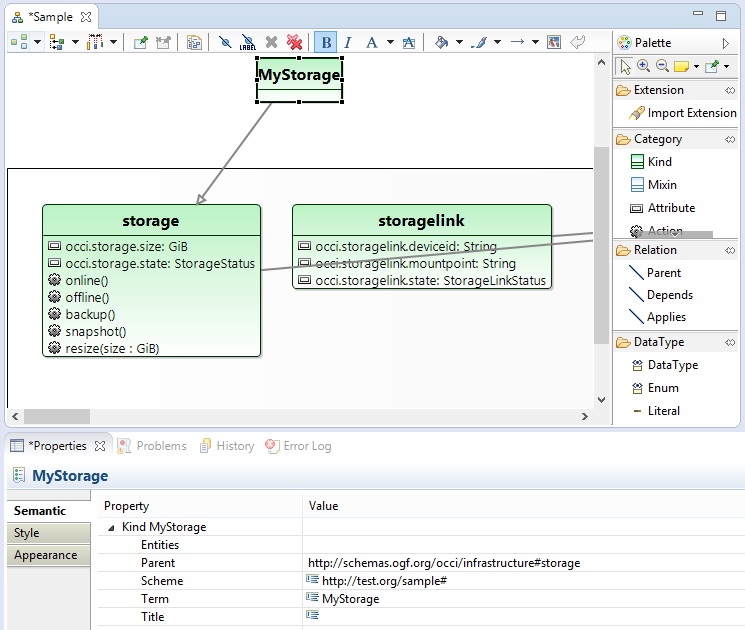 *Sample
LABEL
B I A A
Palette
MyStorage
Extension
Import Extension
Category
Kind
Mixin
Attribute
Action
storage
occi.storage.size: GiB
occi.storage.state: StorageStatus
online()
offline()
backup()
snapshot()
resize(size : GiB)
storagelink
occi.storagelink.deviceid: String
occi.storagelink.mountpoint: String
occi.storagelink.state: StorageLinkStatus
Relation
Parent
Depends
Applies
DataType
DataType
Enum
Literal
*Properties
Problems
History
Error Log
MyStorage
Semantic
Style
Appearance
Property Value
Kind MyStorage
Entities
Parent http://schemas.ogf.org/occi/infrastructure#storage
Scheme http://test.org/sample#
Term MyStorage
Title